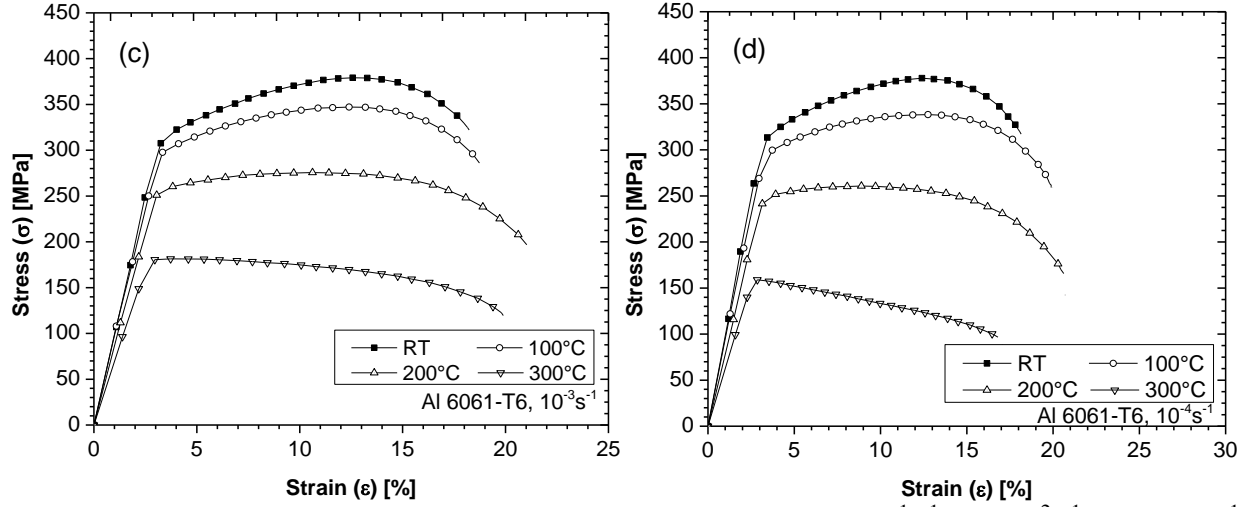 (c)
Stress (σ) [MPa]
450
400
350
300
250
200
150
100
50
0
RT 100°C
200°C 300°C
Al 6061-T6, 10⁻³s⁻¹
0 5 10 15 20 25
Strain (ε) [%]
(d)
Stress (σ) [MPa]
450
400
350
300
250
200
150
100
50
0
RT 100°C
200°C 300°C
Al 6061-T6, 10⁻⁴s⁻¹
0 5 10 15 20 25 30
Strain (ε) [%]